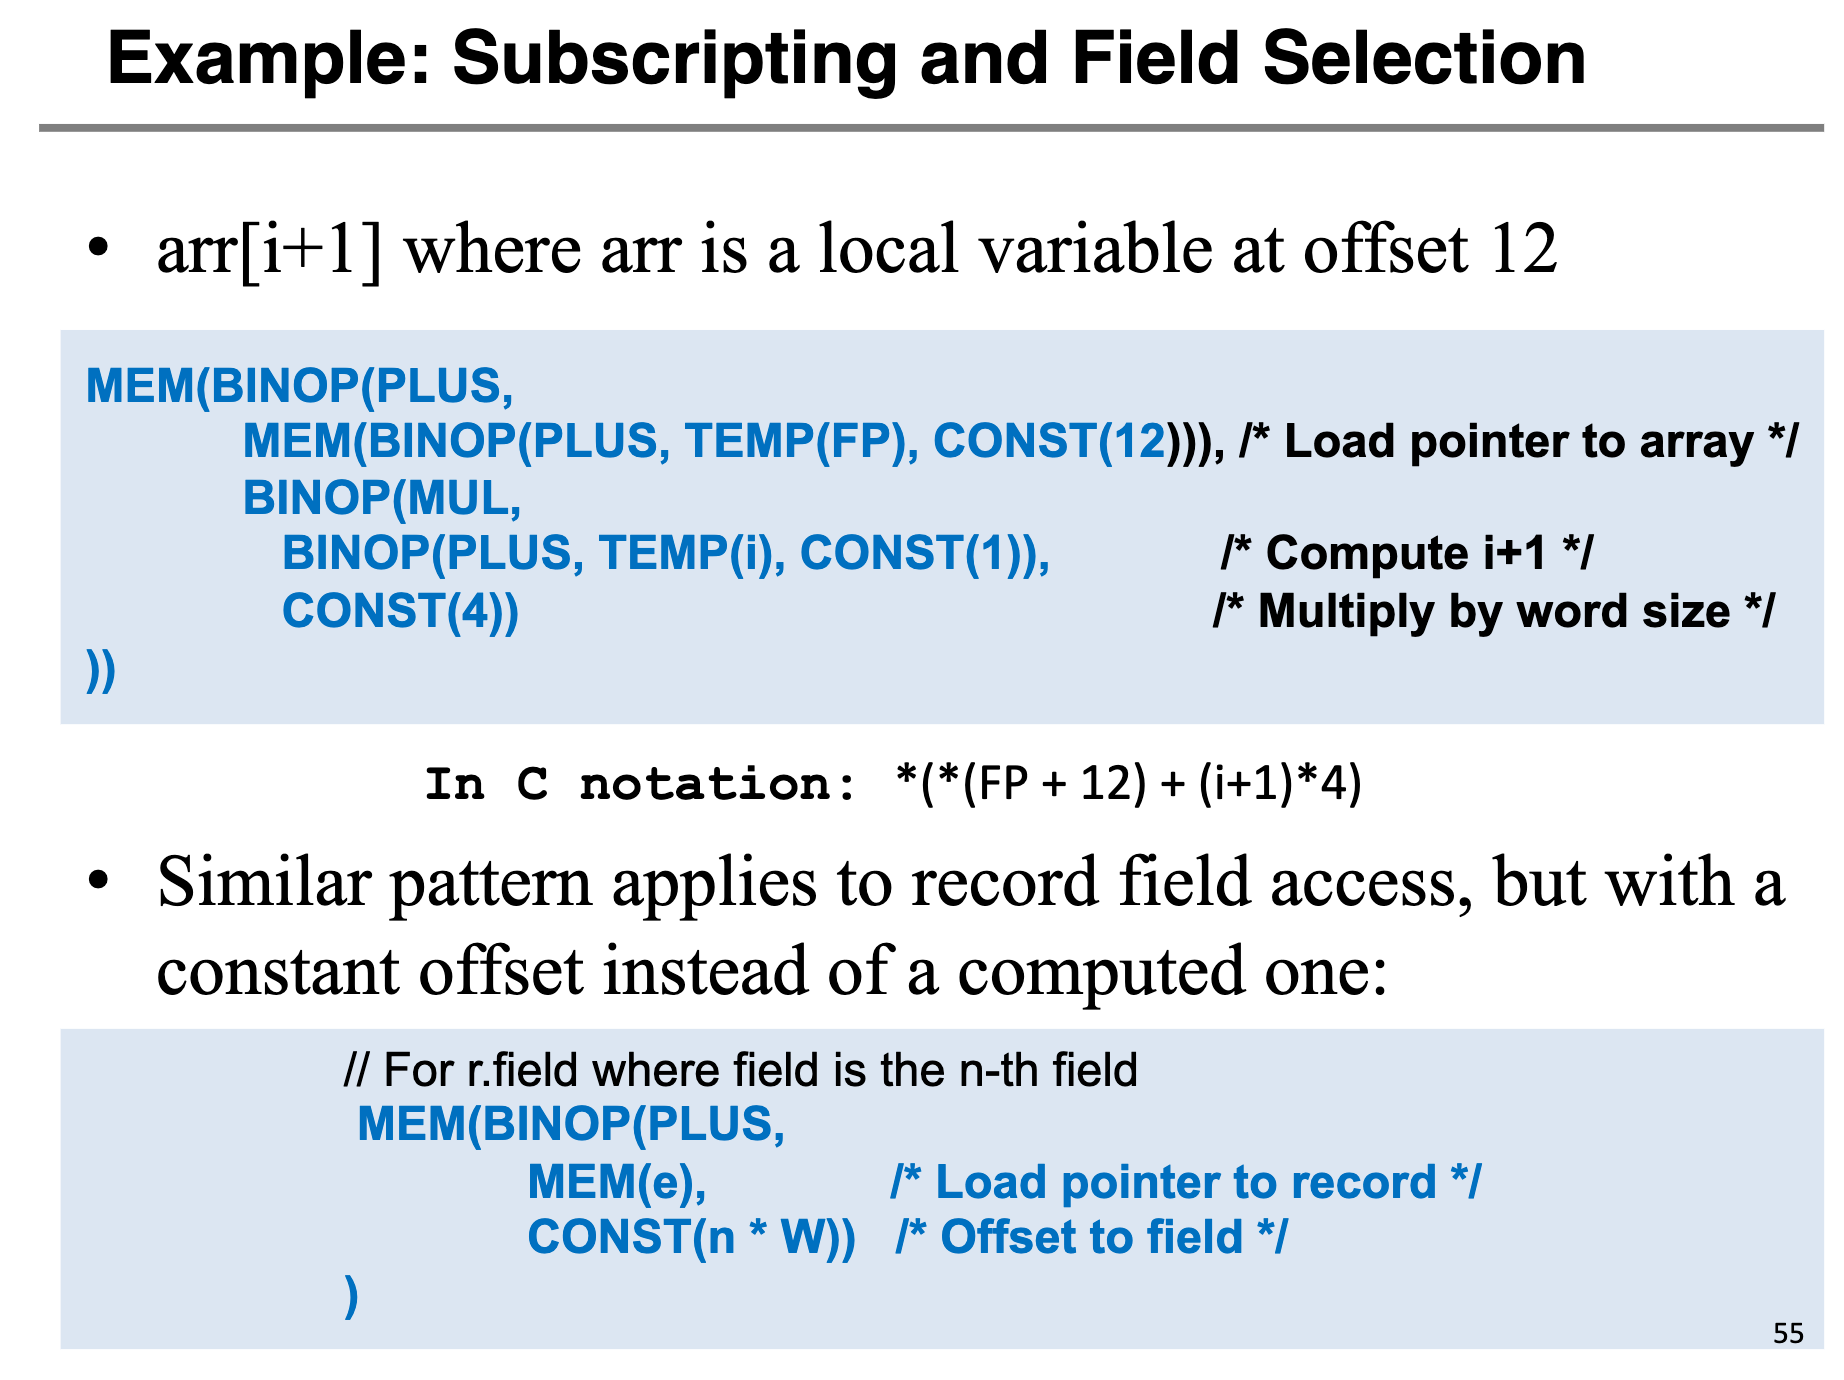 Example: Subscripting and Field Selection
• arr[i+1] where arr is a local variable at offset 12
MEM(BINOP(PLUS,
MEM(BINOP(PLUS, TEMP(FP), CONST(12))), /* Load pointer to array */
BINOP(MUL,
BINOP(PLUS, TEMP(i), CONST(1)), /* Compute i+1 */
CONST(4)) /* Multiply by word size */
))
In C notation: *(*(FP + 12) + (i+1)*4)
• Similar pattern applies to record field access, but with a
constant offset instead of a computed one:
// For r.field where field is the n-th field
MEM(BINOP(PLUS,
MEM(e), /* Load pointer to record */
CONST(n * W)) /* Offset to field */
)
55